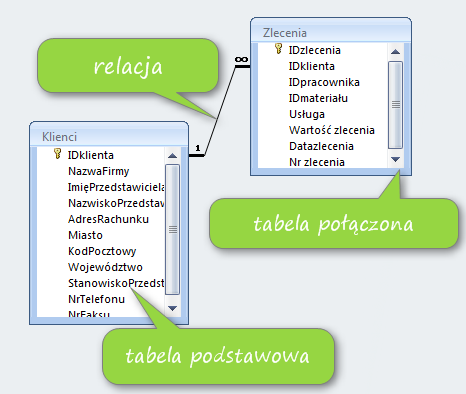 Zlecenia
IDzlecenia
IDklienta
IDpracownika
IDmateriału
Usługa
Wartość zlecenia
Datazlecenia
Nr zlecenia
relacja
∞
1
Klienci
IDklienta
NazwaFirmy
ImięPrzedstawiciela
NazwiskoPrzedstaw
AdresRachunku
Miasto
KodPocztowy
Województwo
StanowiskoPrzedst
NrTelefonu
NrFaksu
tabela połączona
tabela podstawowa